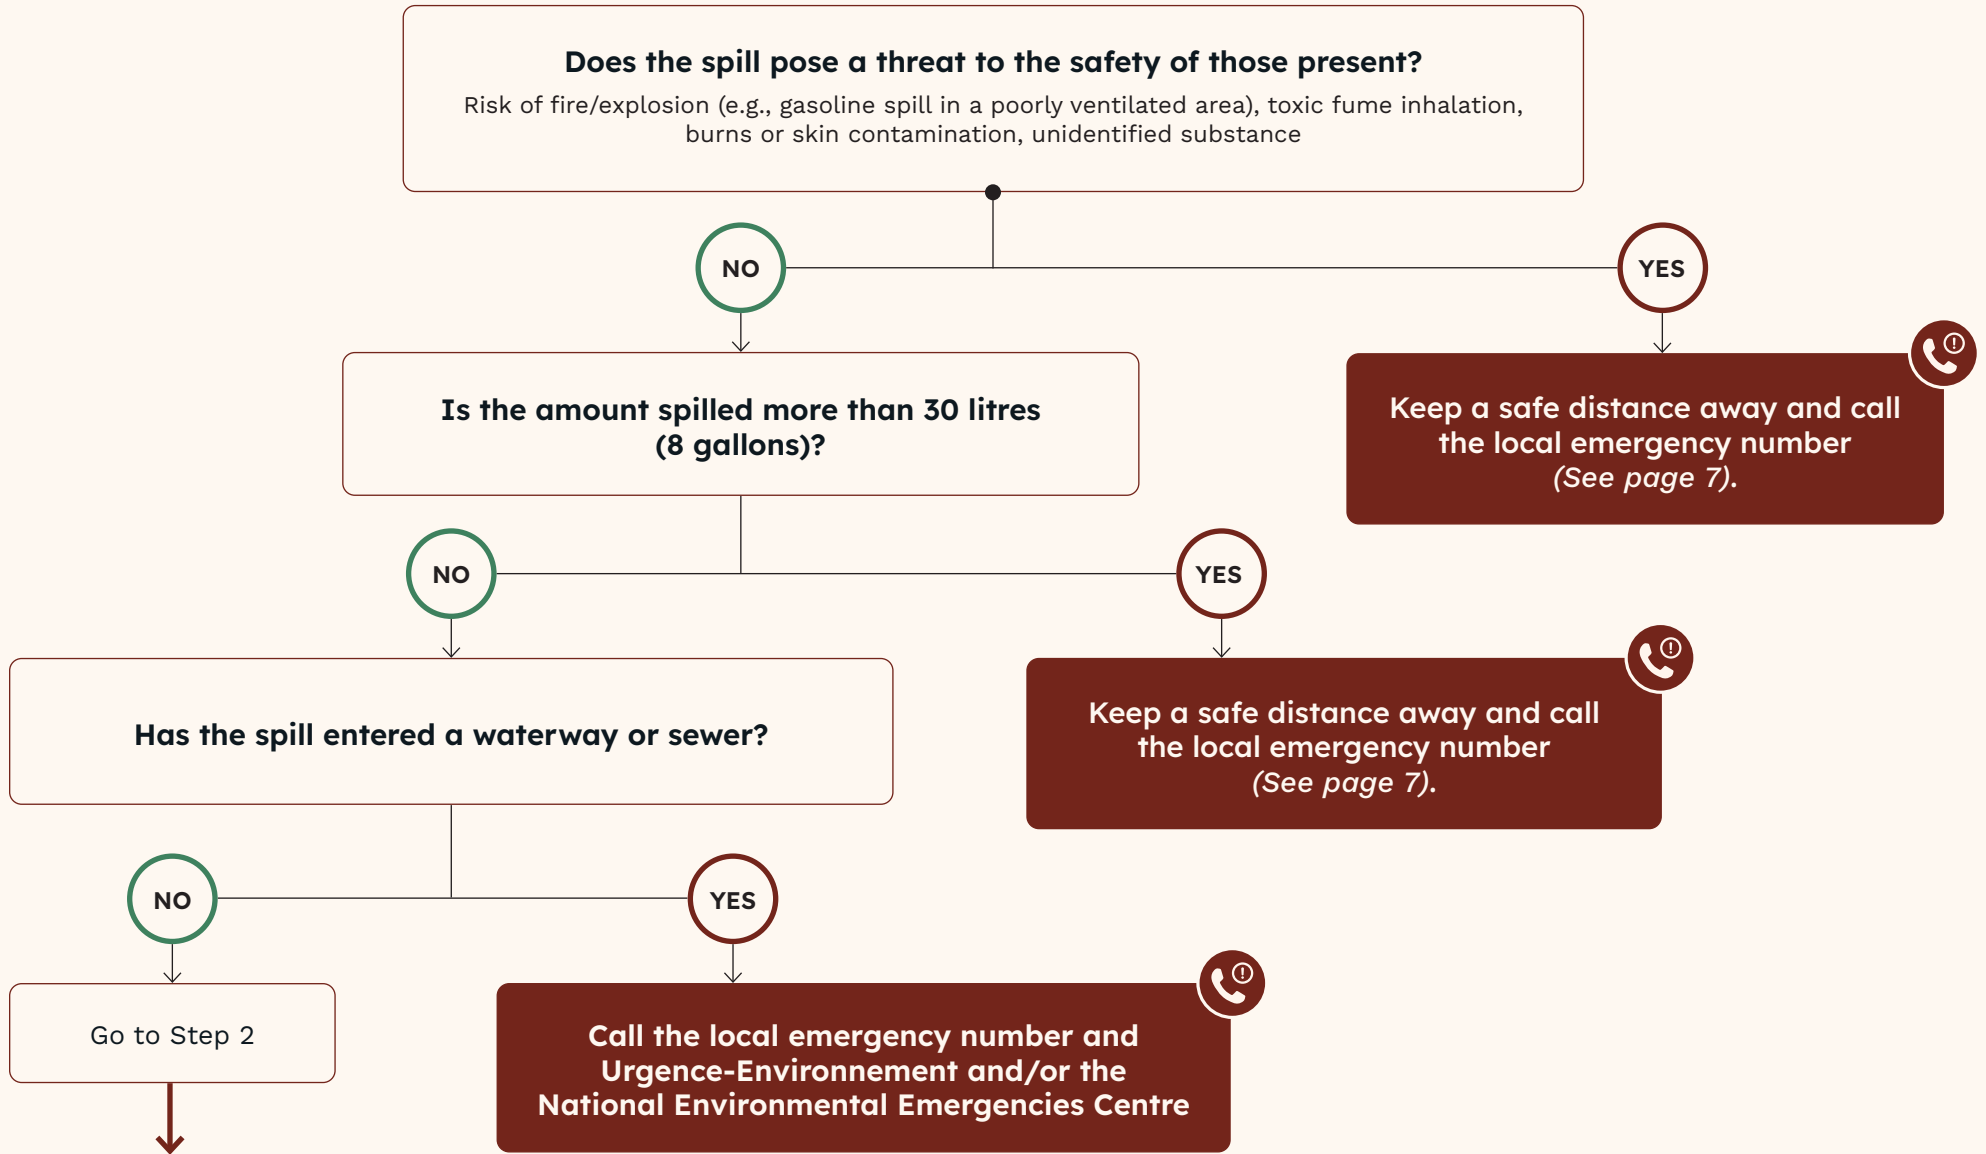 Does the spill pose a threat to the safety of those present?
Risk of fire/explosion (e.g., gasoline spill in a poorly ventilated area), toxic fume inhalation,
burns or skin contamination, unidentified substance
NO
YES
Is the amount spilled more than 30 litres
(8 gallons)?
Keep a safe distance away and call
the local emergency number
(See page 7).
NO
YES
Has the spill entered a waterway or sewer?
Keep a safe distance away and call
the local emergency number
(See page 7).
NO
YES
Go to Step 2
Call the local emergency number and
Urgence-Environnement and/or the
National Environmental Emergencies Centre